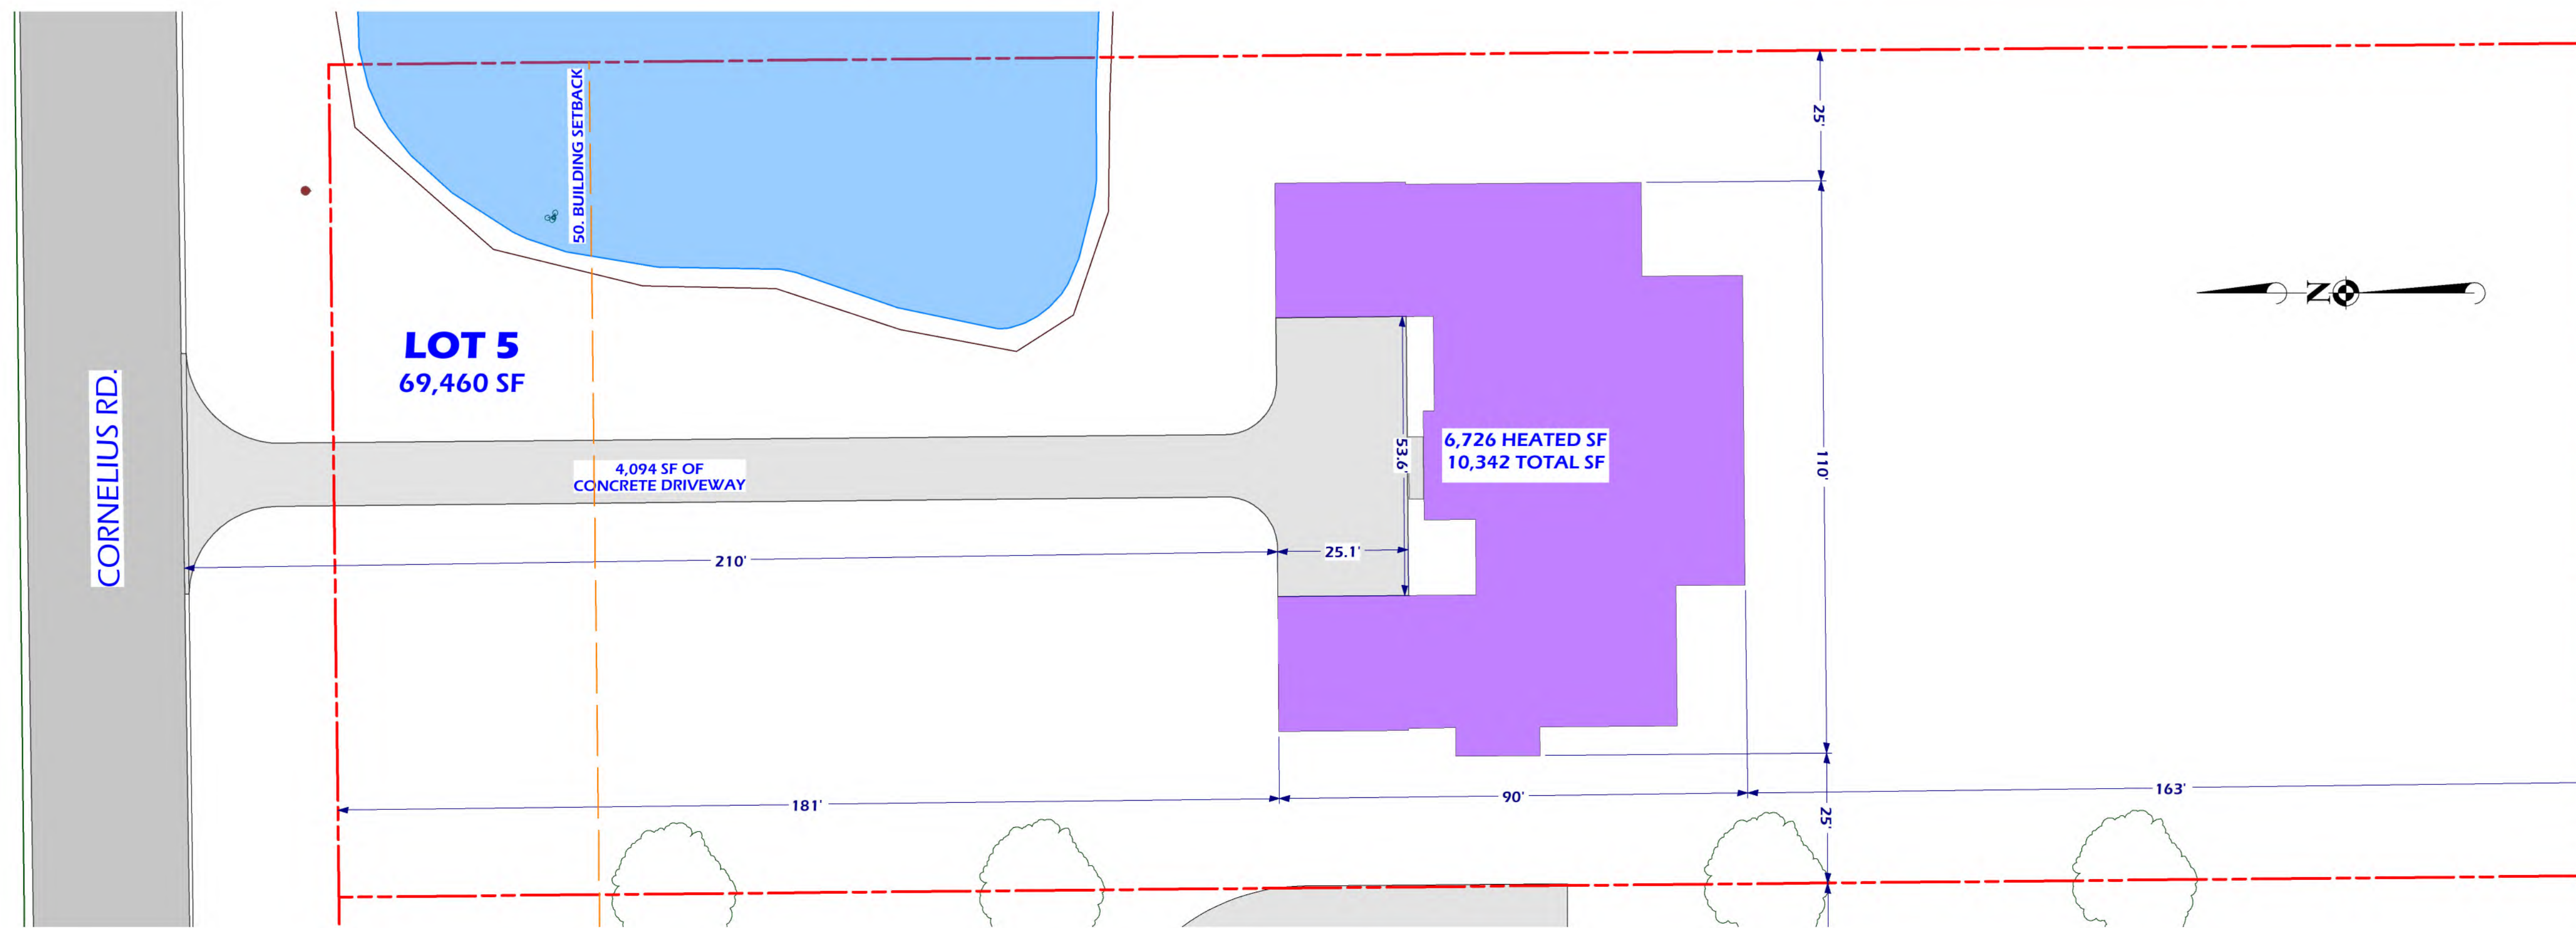 50. BUILDING SETBACK
25'
LOT 5
69,460 SF
N
CORNELIUS RD.
4,094 SF OF
CONCRETE DRIVEWAY
53.6'
6,726 HEATED SF
10,342 TOTAL SF
110'
210'
25.1'
181'
90'
163'
25'